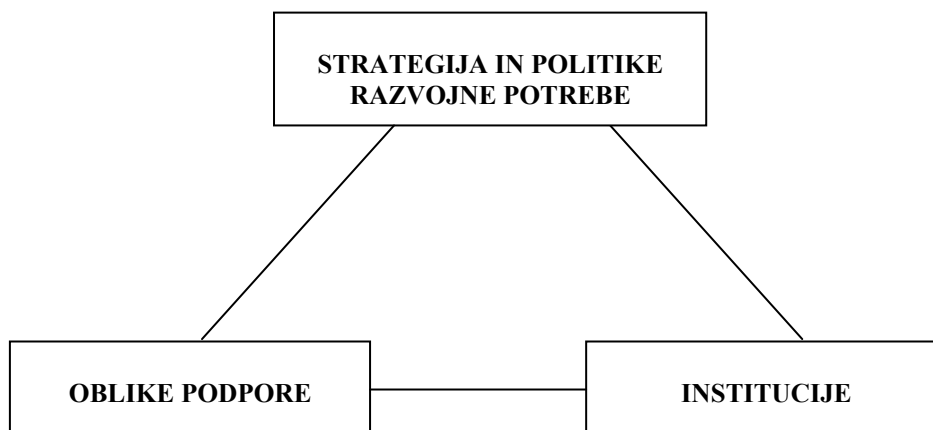 STRATEGIJA IN POLITIKE
RAZVOJNE POTREBE
OBLIKE PODPORE
INSTITUCIJE